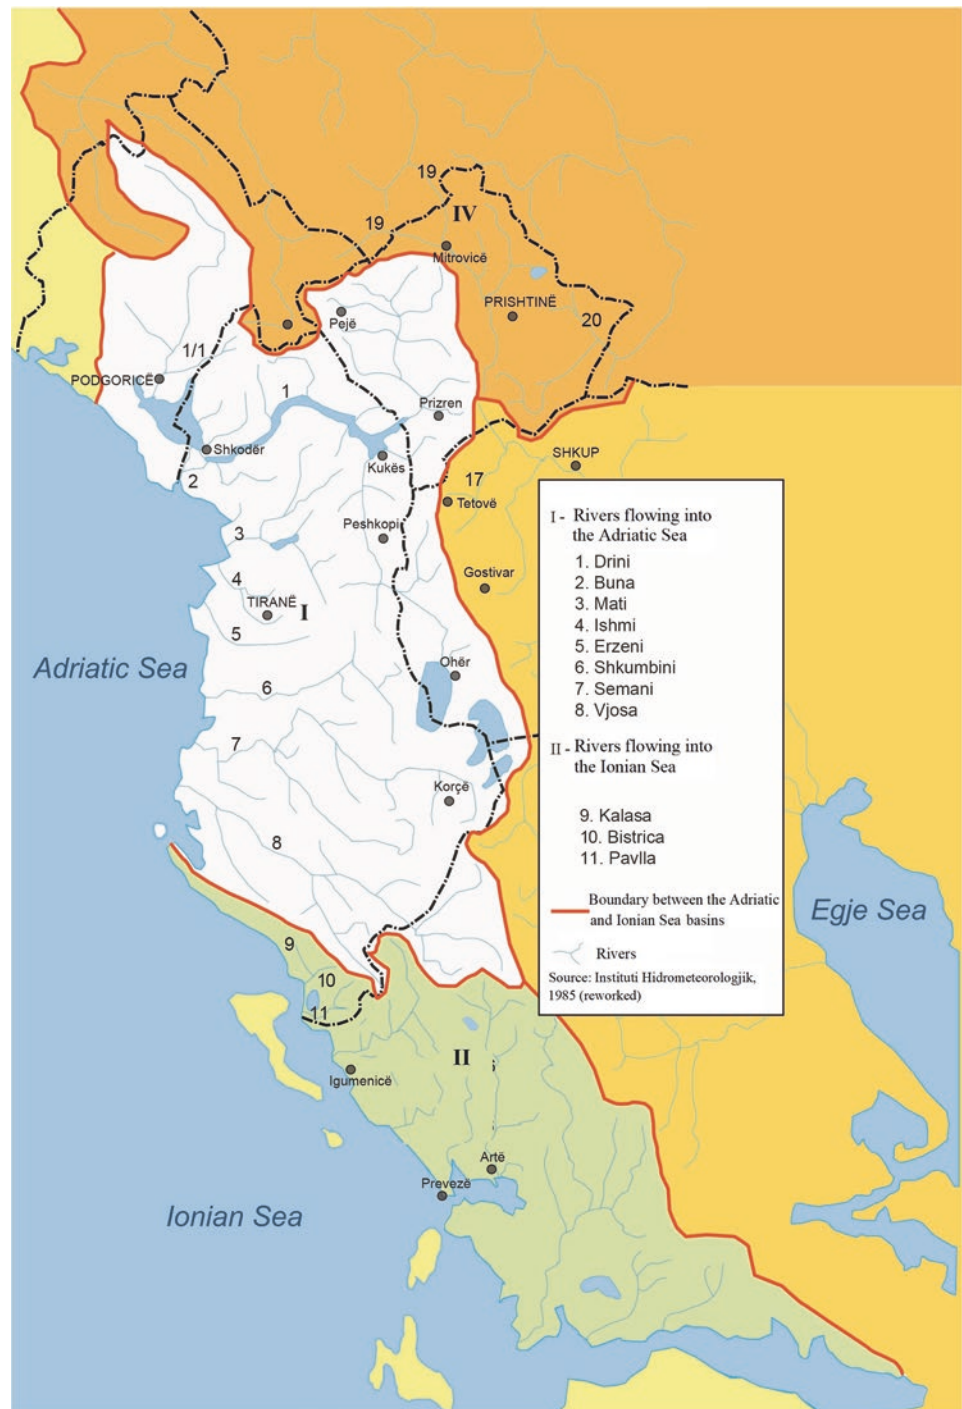 19
19
IV
Mitrovicë
PRISHTINË
20
Pejë
1/1
PODGORICË
1
Prizren
Shkodër
Kukës
SHKUP
2
17
Tetovë
3
Peshkopi
4
Gostivar
TIRANË
I
5
Adriatic Sea
Ohër
6
7
Korçë
8
I - Rivers flowing into
the Adriatic Sea
1. Drini
2. Buna
3. Mati
4. Ishmi
5. Erzeni
6. Shkumbini
7. Semani
8. Vjosa
II - Rivers flowing into
the Ionian Sea
9. Kalasa
10. Bistrica
11. Pavlla
Boundary between the Adriatic
and Ionian Sea basins
Rivers
Source: Instituti Hidrometeorologjik,
1985 (reworked)
Egje Sea
9
10
11
II
Igumenicë
Artë
Prevezë
Ionian Sea